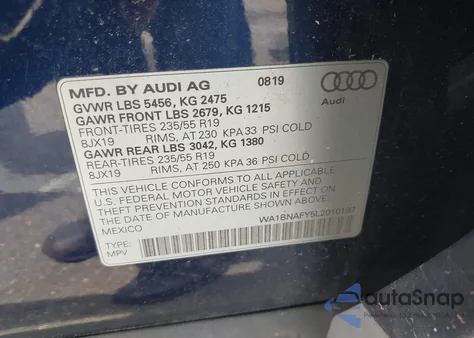 MFD. BY AUDI AG 0819
GVWR LBS 5456, KG 2475
GAWR FRONT LBS 2679, KG 1215
FRONT-TIRES 235/55 R19
8JX19 RIMS, AT 230 KPA 33 PSI COLD
GAWR REAR LBS 3042, KG 1380
REAR-TIRES 235/55 R19
8JX19 RIMS, AT 250 KPA 36 PSI COLD
THIS VEHICLE CONFORMS TO ALL APPLICABLE
U.S. FEDERAL MOTOR VEHICLE SAFETY AND
THEFT PREVENTION STANDARDS IN EFFECT ON
THE DATE OF MANUFACTURE SHOWN ABOVE.
MEXICO
TYPE:
MPV
WA1BNAFY5L2010197
Audi
autoSnap